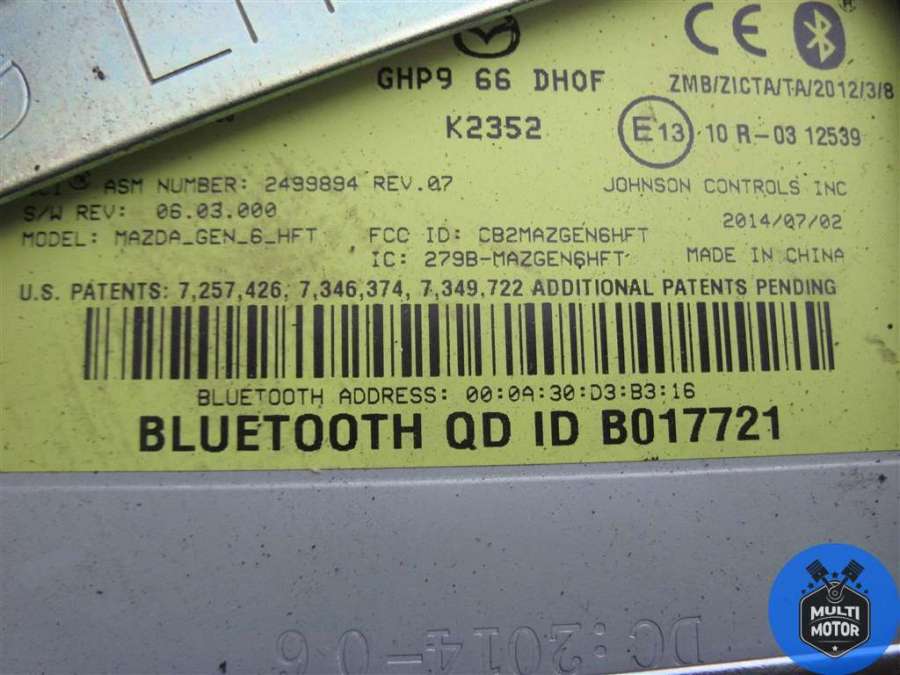 GHP9 66 DH0F
ZMB/ZICTA/TA/2012/3/8
K2352
E13
10 R-03 12539
ASM NUMBER: 2499894 REV.07
JOHNSON CONTROLS INC
S/W REV: 06.03.000
2014/07/02
MODEL: MAZDA_GEN_6_HFT
FCC ID: CB2MAZGEN6HFT
IC: 279B-MAZGEN6HFT
MADE IN CHINA
U.S. PATENTS: 7,257,426, 7,346,374, 7,349,722 ADDITIONAL PATENTS PENDING
BLUETOOTH ADDRESS: 00:0A:30:D3:B3:16
BLUETOOTH QD ID B017721
DC:2014-06
MULTI
MOTOR